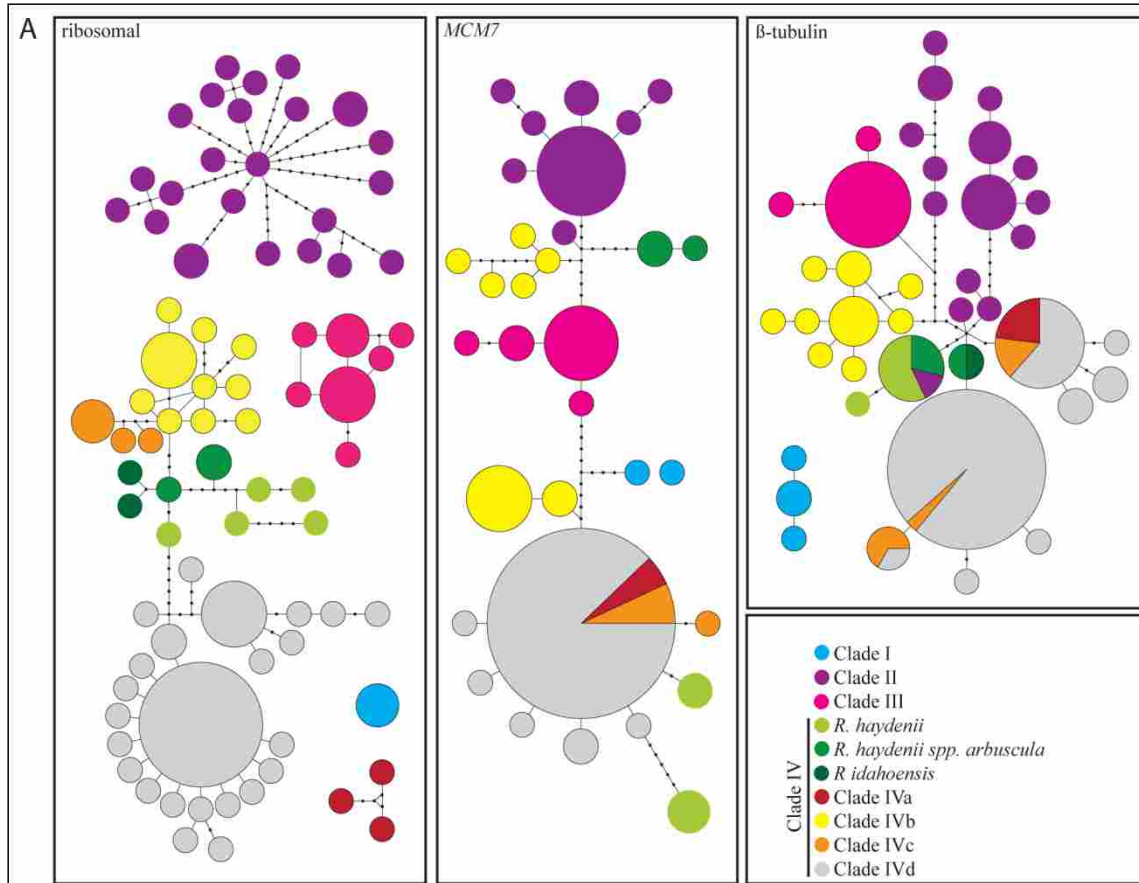 A
ribosomal
MCM7
ß-tubulin
Clade I
Clade II
Clade III
R. haydenii
R. haydenii spp. arbuscula
R idahoensis
Clade IVa
Clade IVb
Clade IVc
Clade IVd
Clade IV